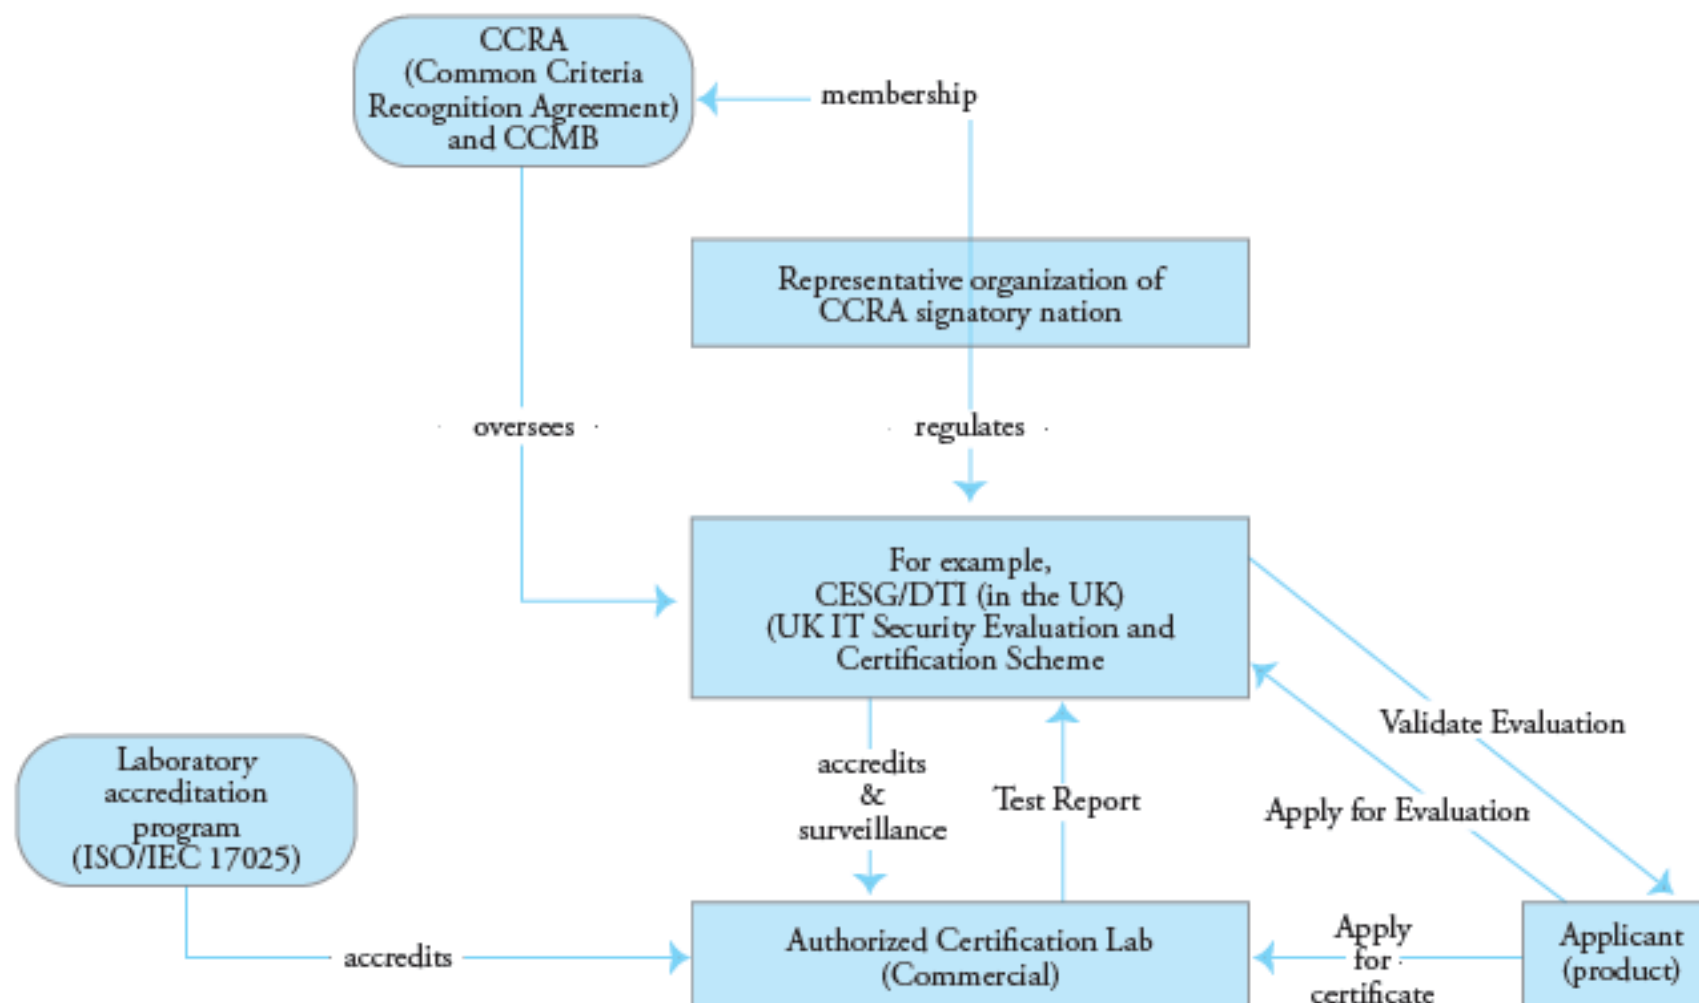 CCRA
(Common Criteria
Recognition Agreement)
and CCMB
membership
Representative organization of
CCRA signatory nation
oversees
regulates
For example,
CESG/DTI (in the UK)
(UK IT Security Evaluation and
Certification Scheme
Validate Evaluation
Laboratory
accreditation
program
(ISO/IEC 17025)
accredits
&
surveillance
Test Report
Apply for Evaluation
accredits
Authorized Certification Lab
(Commercial)
Apply
for
certificate
Applicant
(product)